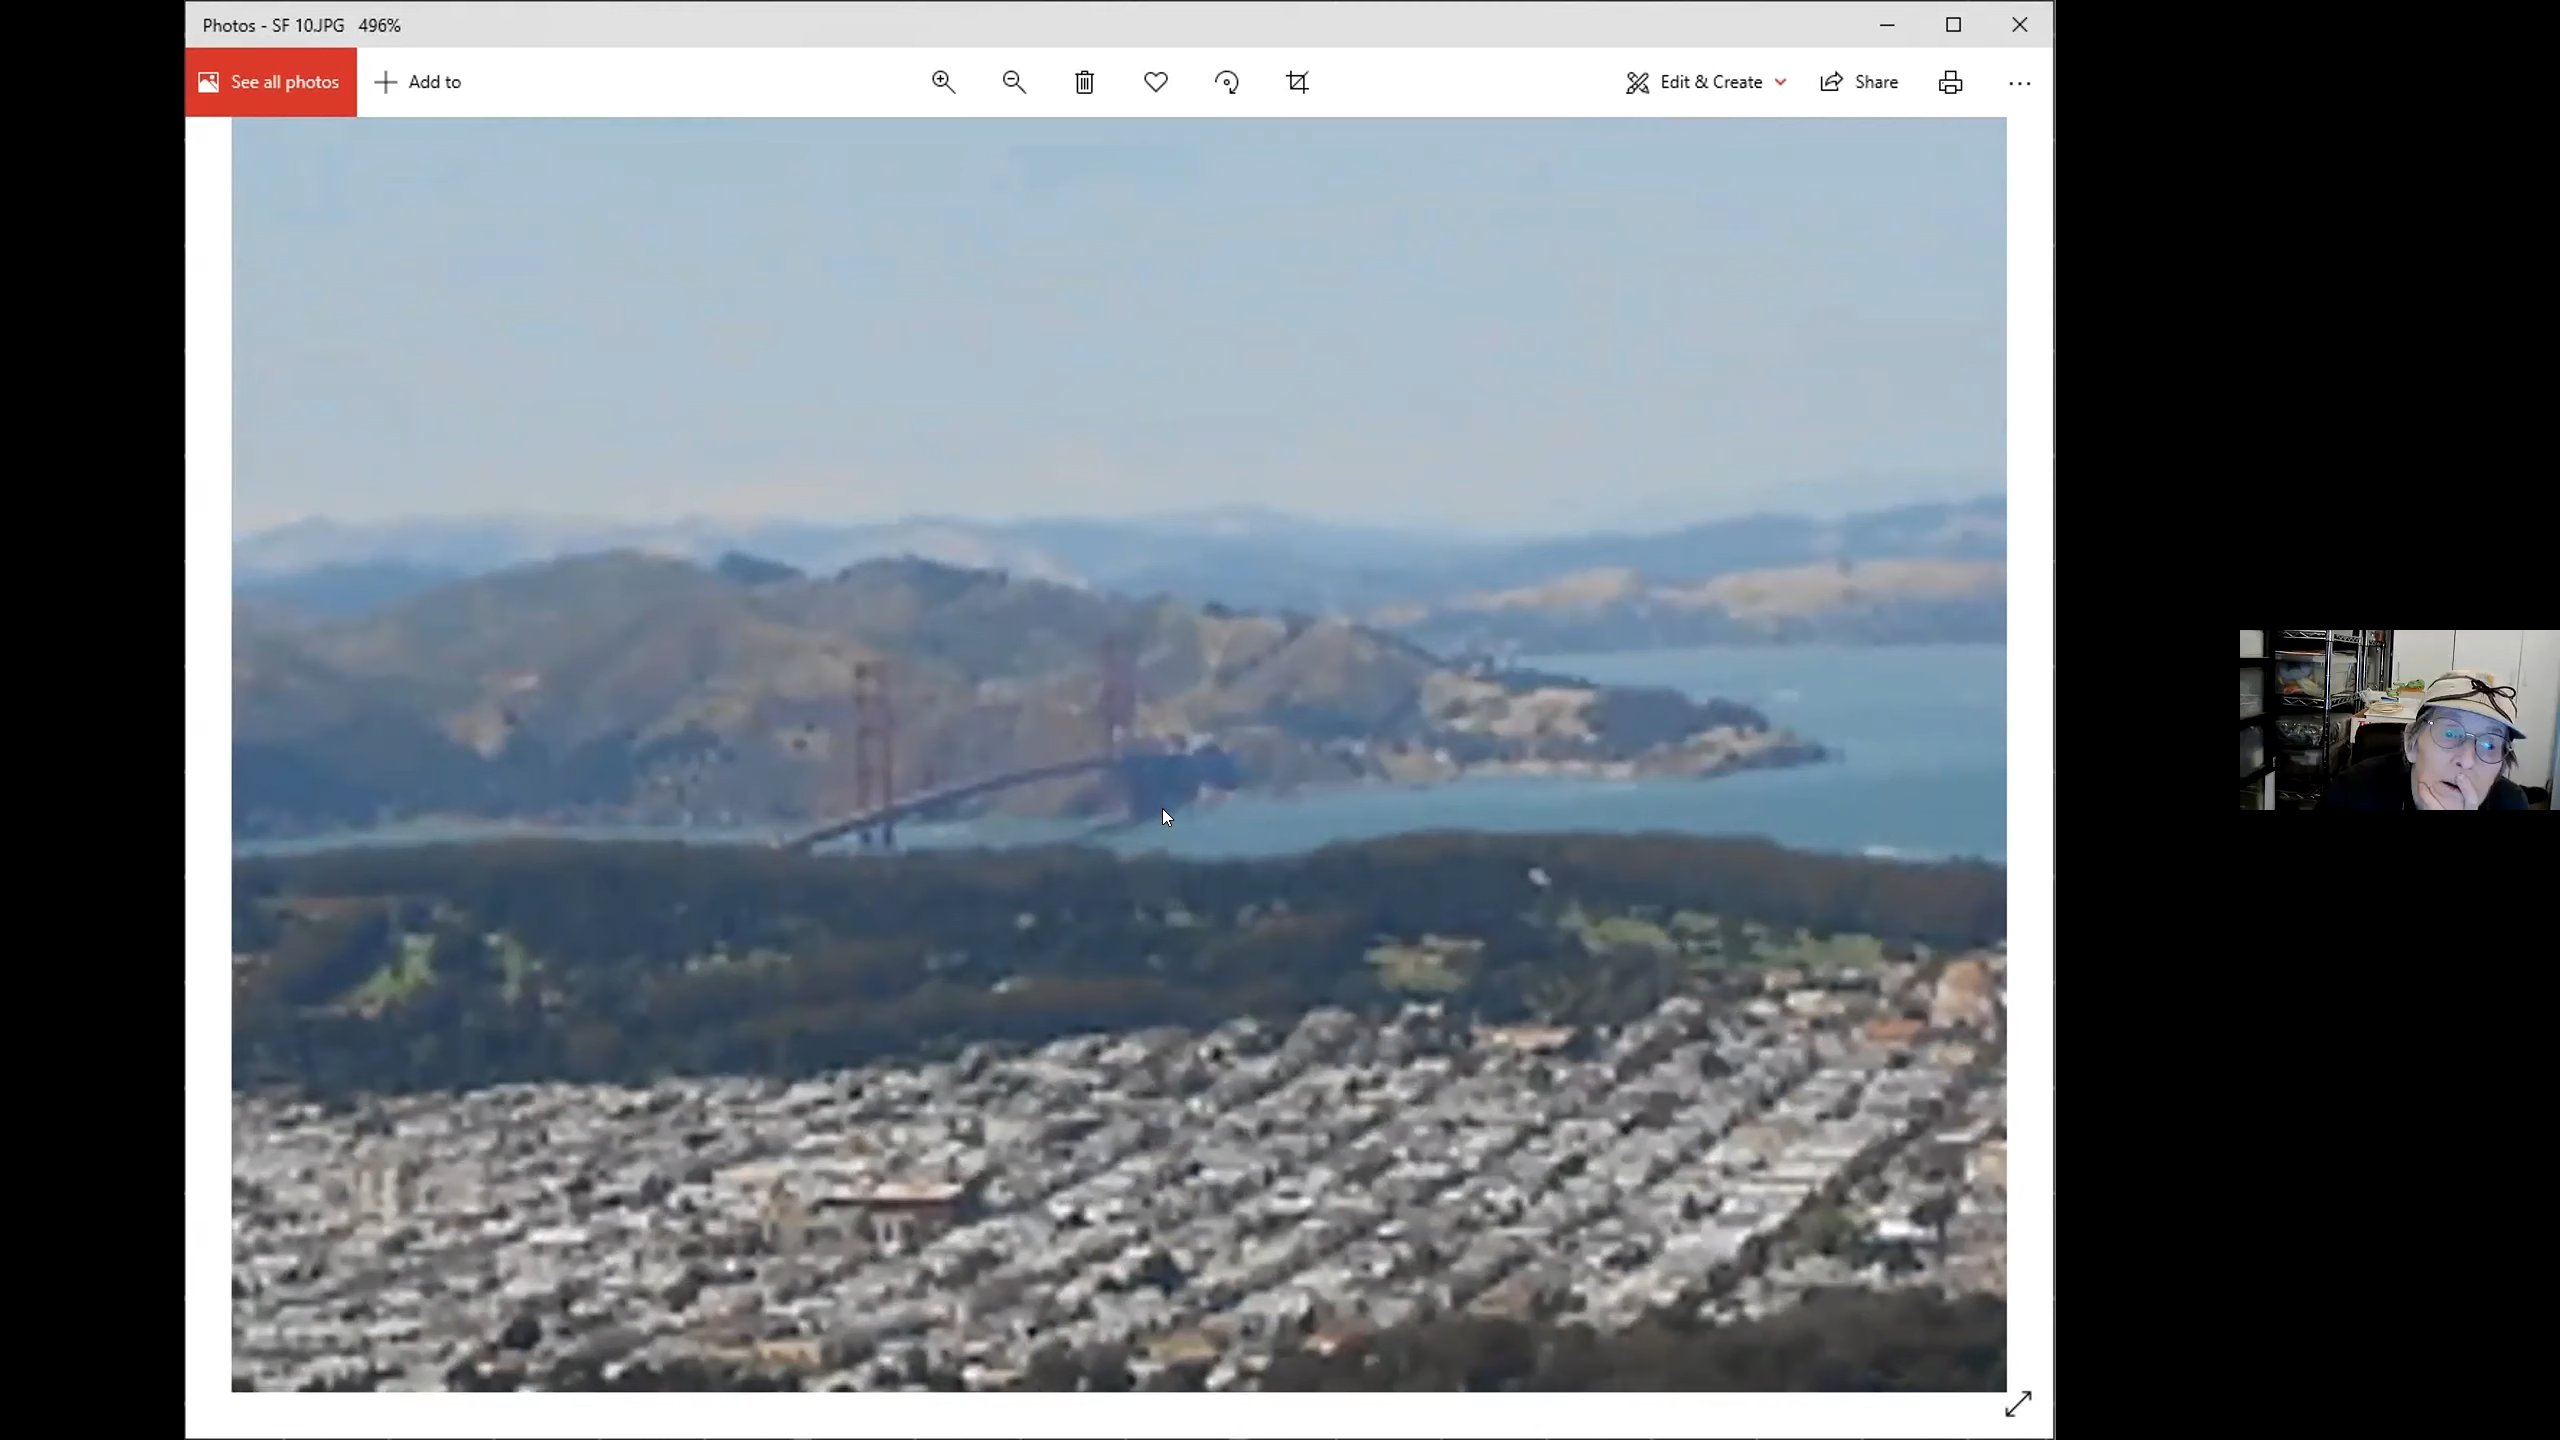 Photos - SF 10.JPG 496%
See all photos
Add to
Edit & Create
Share